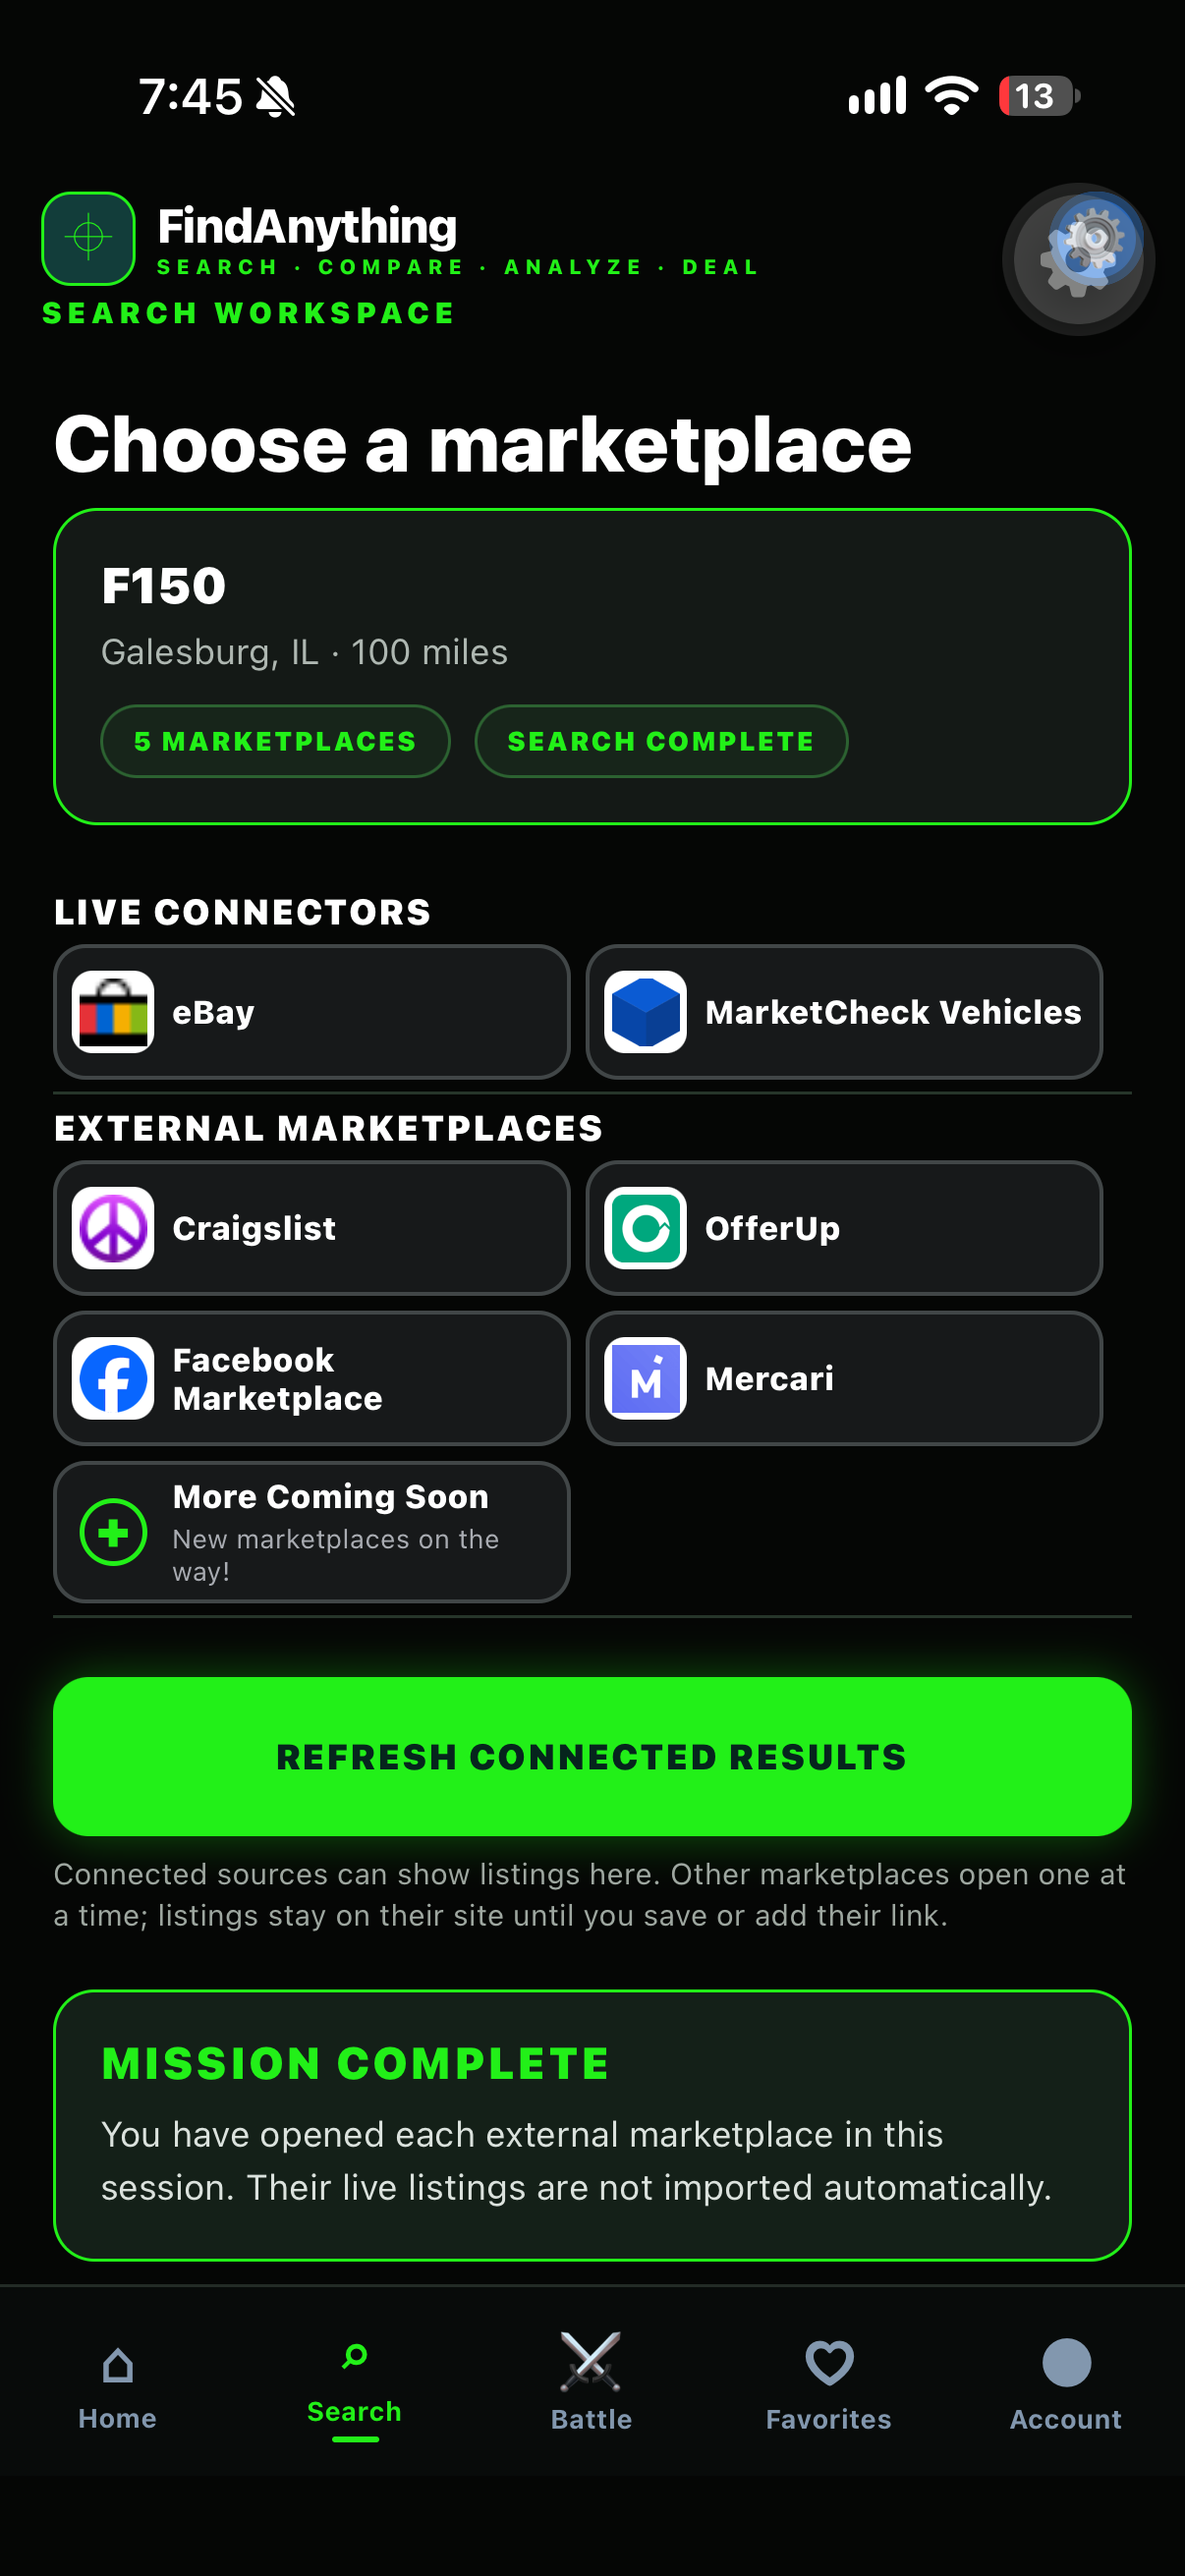 7:45
13
FindAnything
SEARCH · COMPARE · ANALYZE · DEAL
SEARCH WORKSPACE
Choose a marketplace
F150
Galesburg, IL · 100 miles
5 MARKETPLACES
SEARCH COMPLETE
LIVE CONNECTORS
eBay
MarketCheck Vehicles
EXTERNAL MARKETPLACES
Craigslist
OfferUp
Facebook
Marketplace
Mercari
More Coming Soon
New marketplaces on the
way!
REFRESH CONNECTED RESULTS
Connected sources can show listings here. Other marketplaces open one at
a time; listings stay on their site until you save or add their link.
MISSION COMPLETE
You have opened each external marketplace in this
session. Their live listings are not imported automatically.
Home
Search
Battle
Favorites
Account